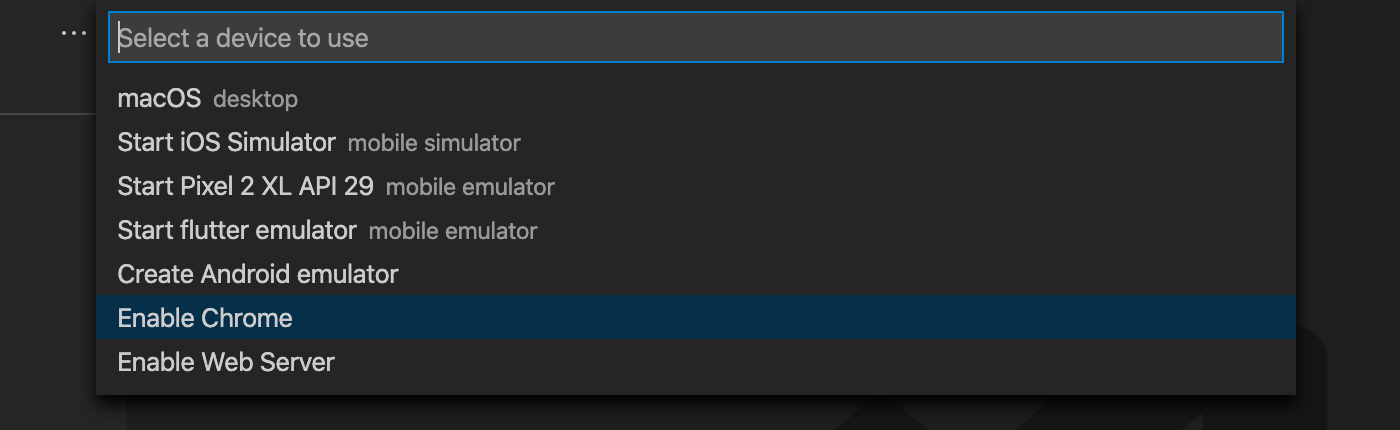 ...
Select a device to use
macOS desktop
Start iOS Simulator mobile simulator
Start Pixel 2 XL API 29 mobile emulator
Start flutter emulator mobile emulator
Create Android emulator
Enable Chrome
Enable Web Server